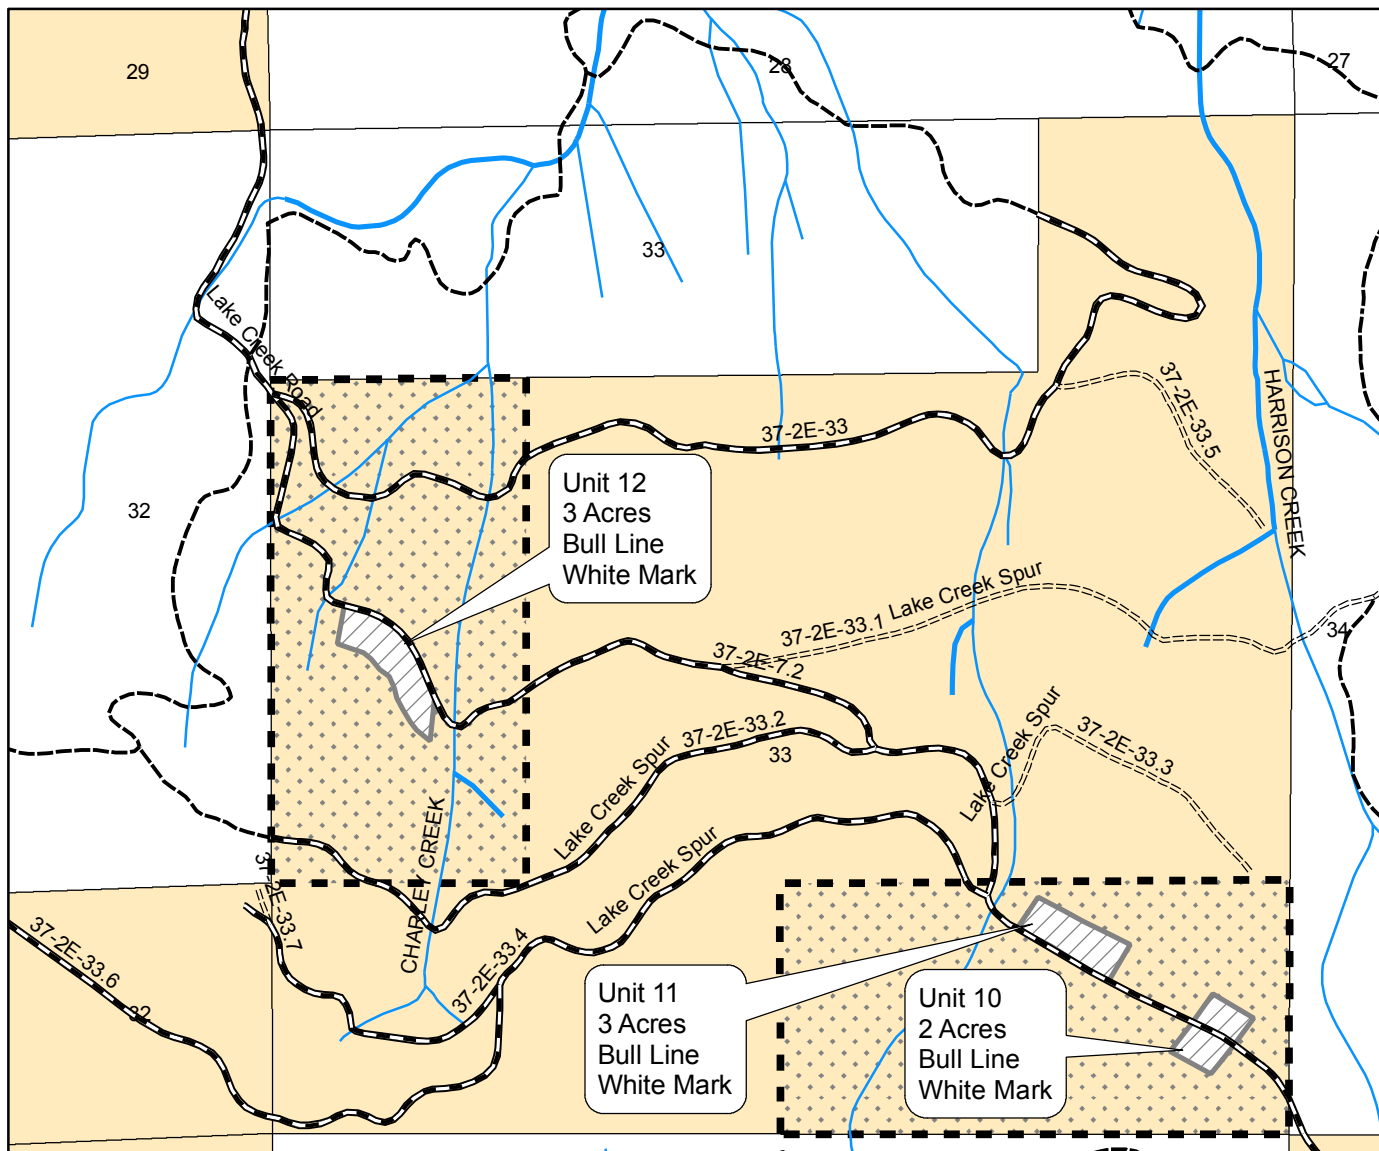 29
28
27
33
Lake Creek Road
37-2E-33.5
HARRISON CREEK
37-2E-33
Unit 12
3 Acres
Bull Line
White Mark
32
37-2E-33.1
Lake Creek Spur
34
37-2E-7.2
37-2E-33.2
33
Lake Creek Spur
37-2E-33.3
Lake Creek Spur
Lake Creek Spur
CHARLEY CREEK
37-2E-33.7
37-2E-33.6
37-2E-33.4
32
Unit 11
3 Acres
Bull Line
White Mark
Unit 10
2 Acres
Bull Line
White Mark